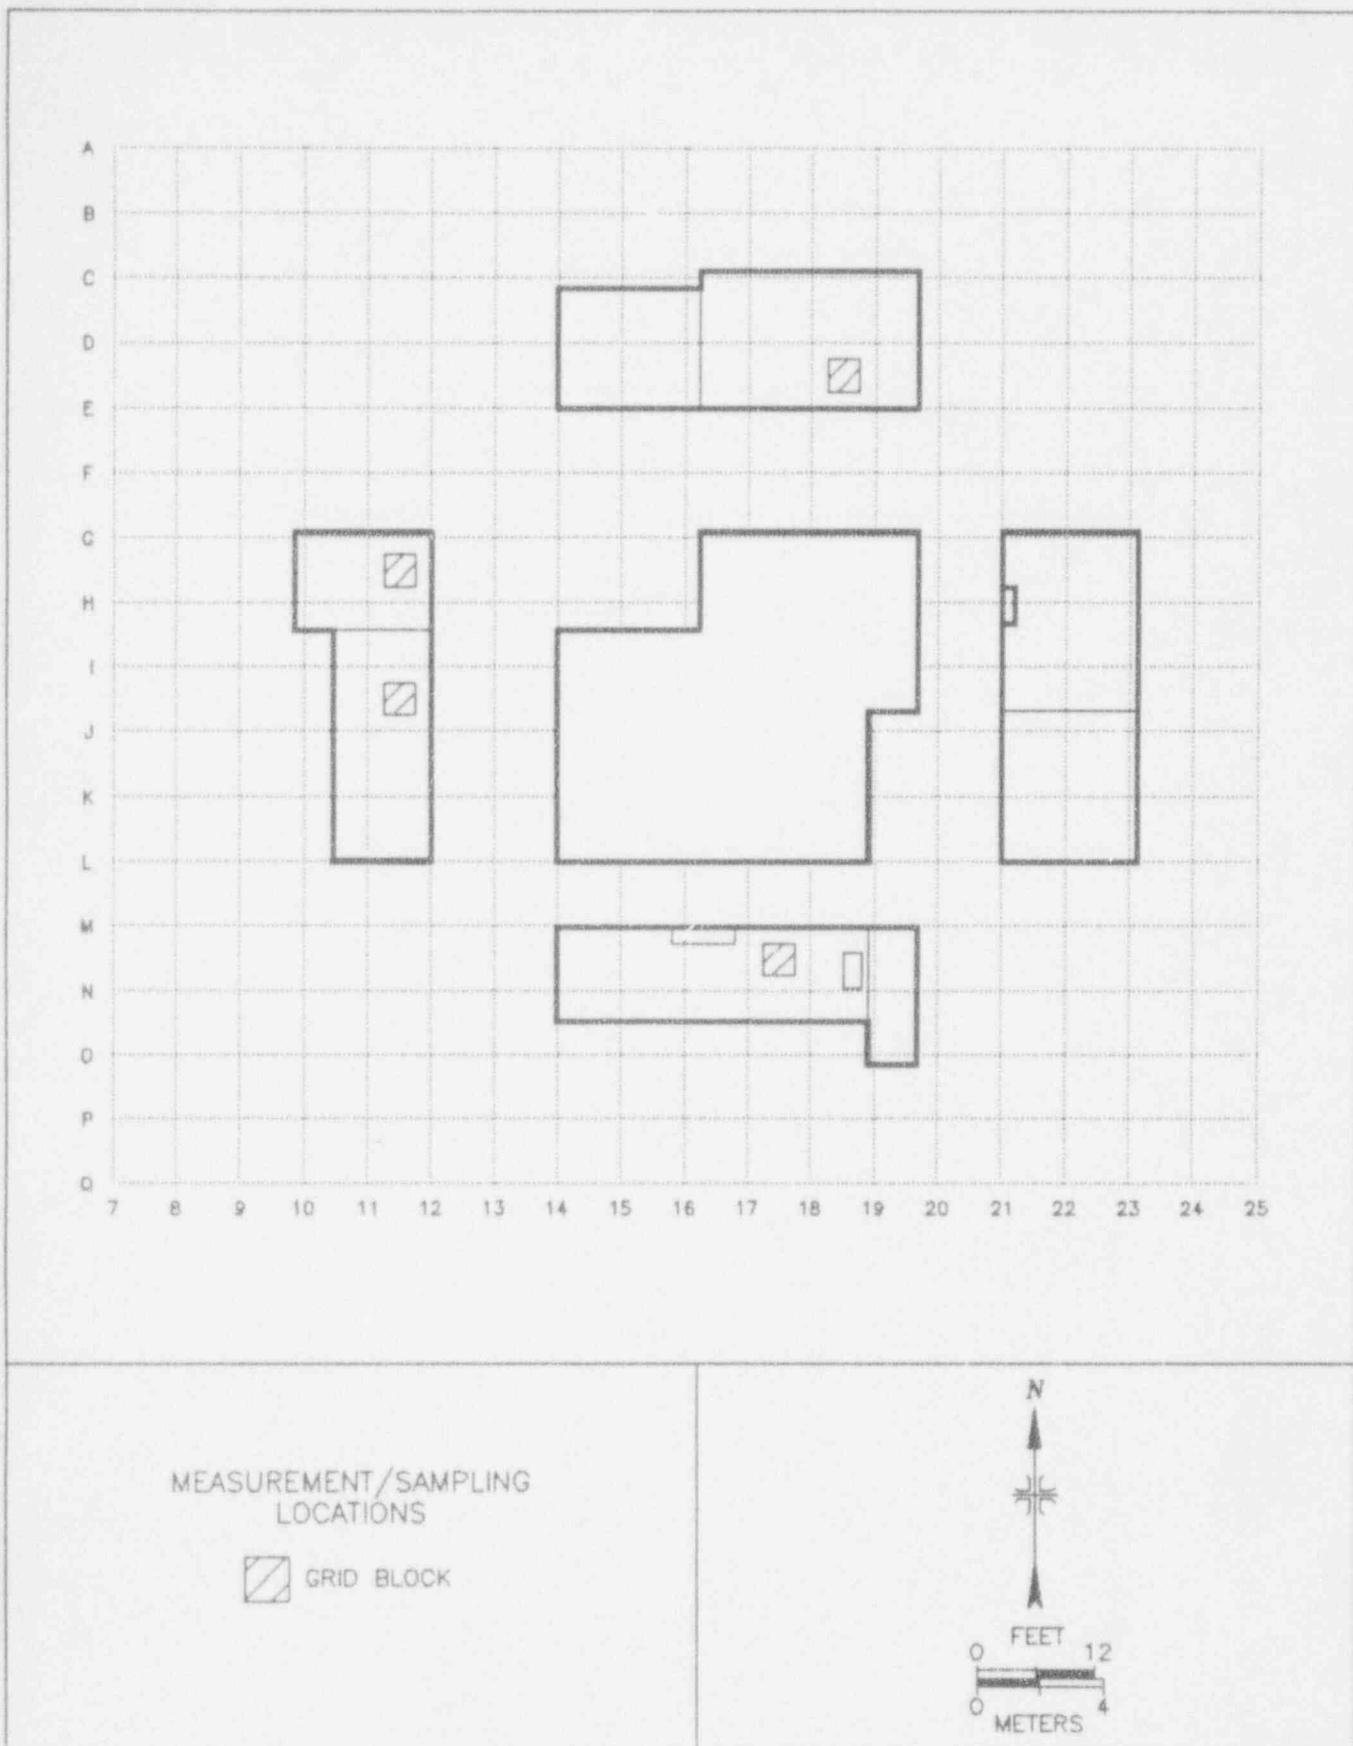 A
B
C
D
E
F
G
H
I
J
K
L
M
N
O
P
Q
7 8 9 10 11 12 13 14 15 16 17 18 19 20 21 22 23 24 25
MEASUREMENT/SAMPLING
LOCATIONS
GRID BLOCK
N
FEET
0 12
0 4
METERS